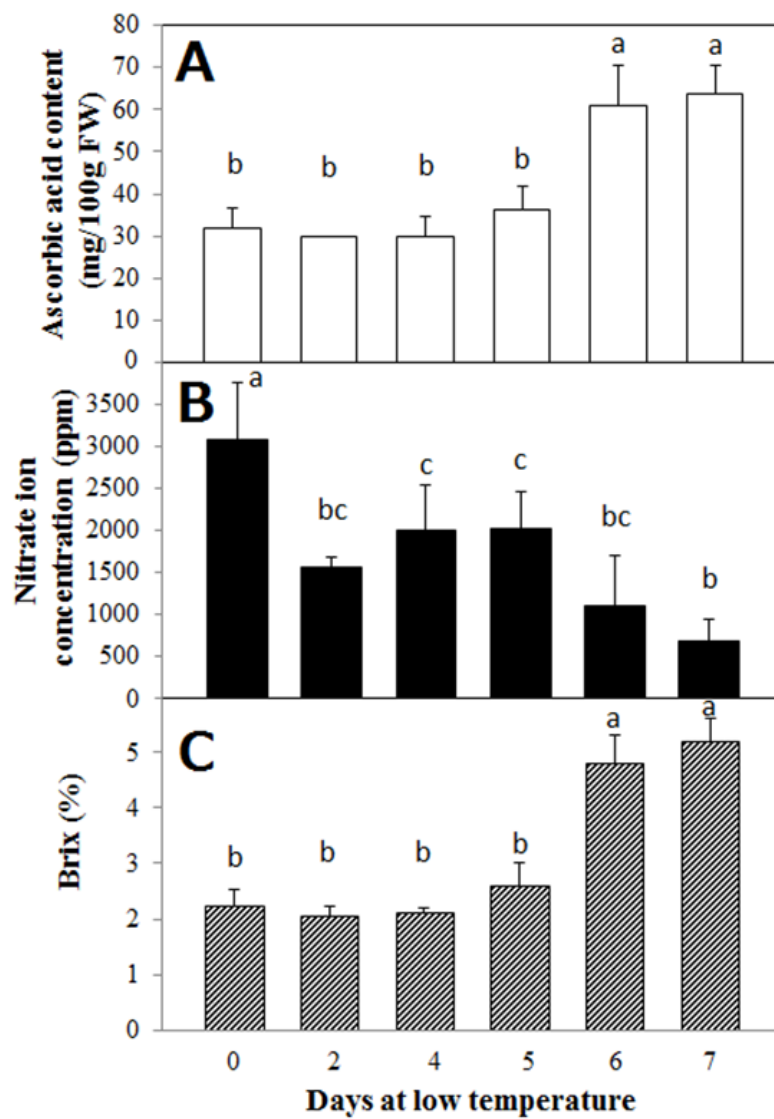 A
Ascorbic acid content
(mg/100g FW)
80
70
60
50
40
30
20
10
0
b b b b a a
B
Nitrate ion
concentration (ppm)
3500
3000
2500
2000
1500
1000
500
0
a bc c c bc b
C
Brix (%)
5
4
3
2
1
0
b b b b a a
0 2 4 5 6 7
Days at low temperature